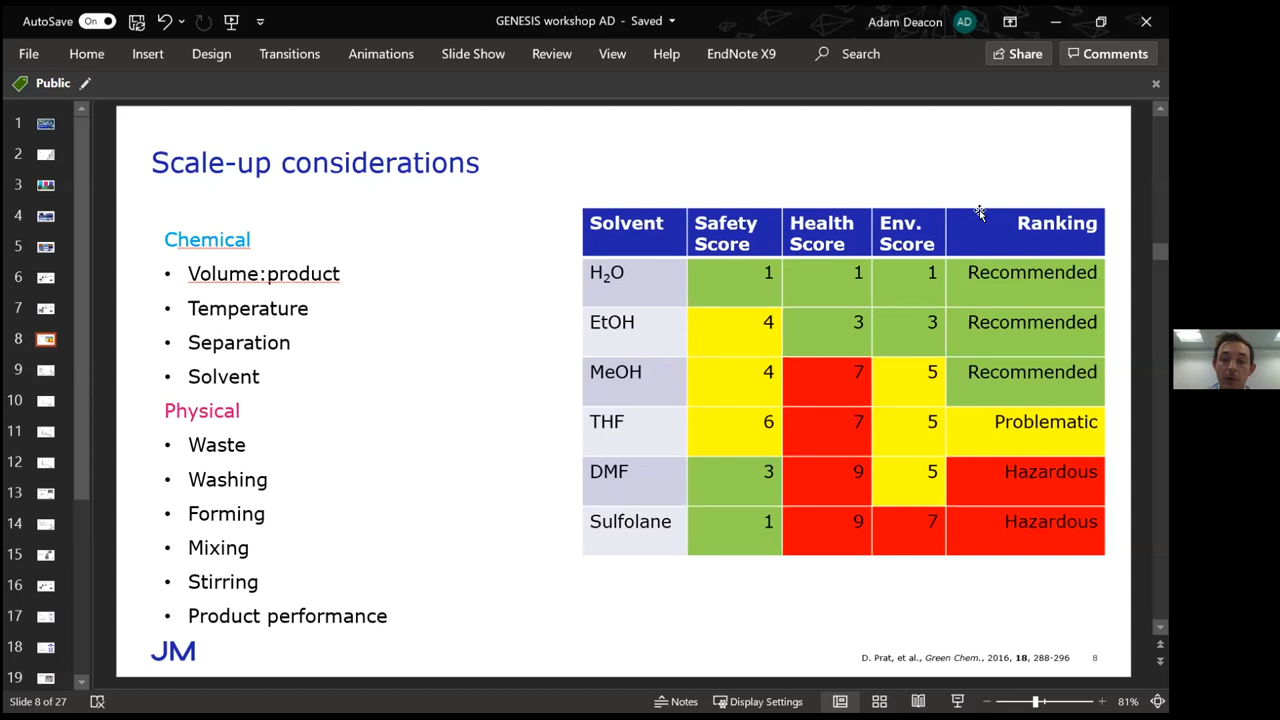 AutoSave On GENESIS workshop AD - Saved Adam Deacon AD
File Home Insert Design Transitions Animations Slide Show Review View Help EndNote X9 Search Share Comments
Public
1
2
3
4
5
6
7
8
9
10
11
12
13
14
15
16
17
18
19
Scale-up considerations
Chemical
• Volume:product
• Temperature
• Separation
• Solvent
Physical
• Waste
• Washing
• Forming
• Mixing
• Stirring
• Product performance
Solvent Safety Score Health Score Env. Score Ranking
H₂O 1 1 1 Recommended
EtOH 4 3 3 Recommended
MeOH 4 7 5 Recommended
THF 6 7 5 Problematic
DMF 3 9 5 Hazardous
Sulfolane 1 9 7 Hazardous
JM
D. Prat, et al., Green Chem., 2016, 18, 288-296 8
Slide 8 of 27 Notes Display Settings 81%